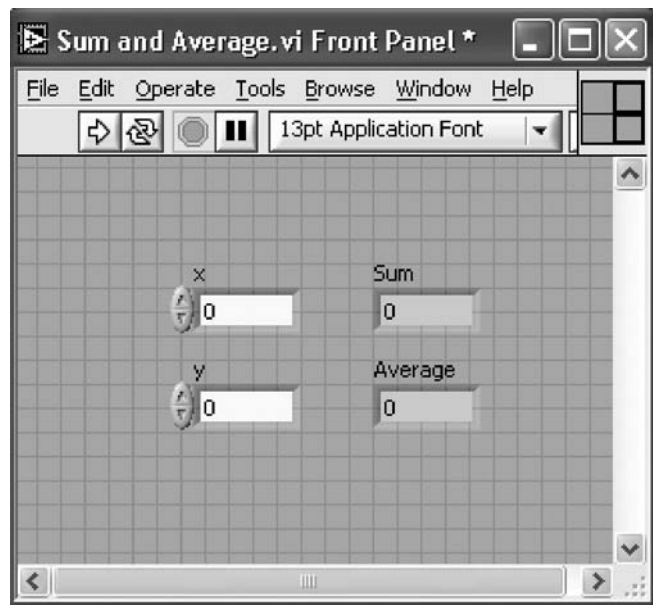 Sum and Average.vi Front Panel *
File Edit Operate Tools Browse Window Help
13pt Application Font
x Sum
0 0
y Average
0 0